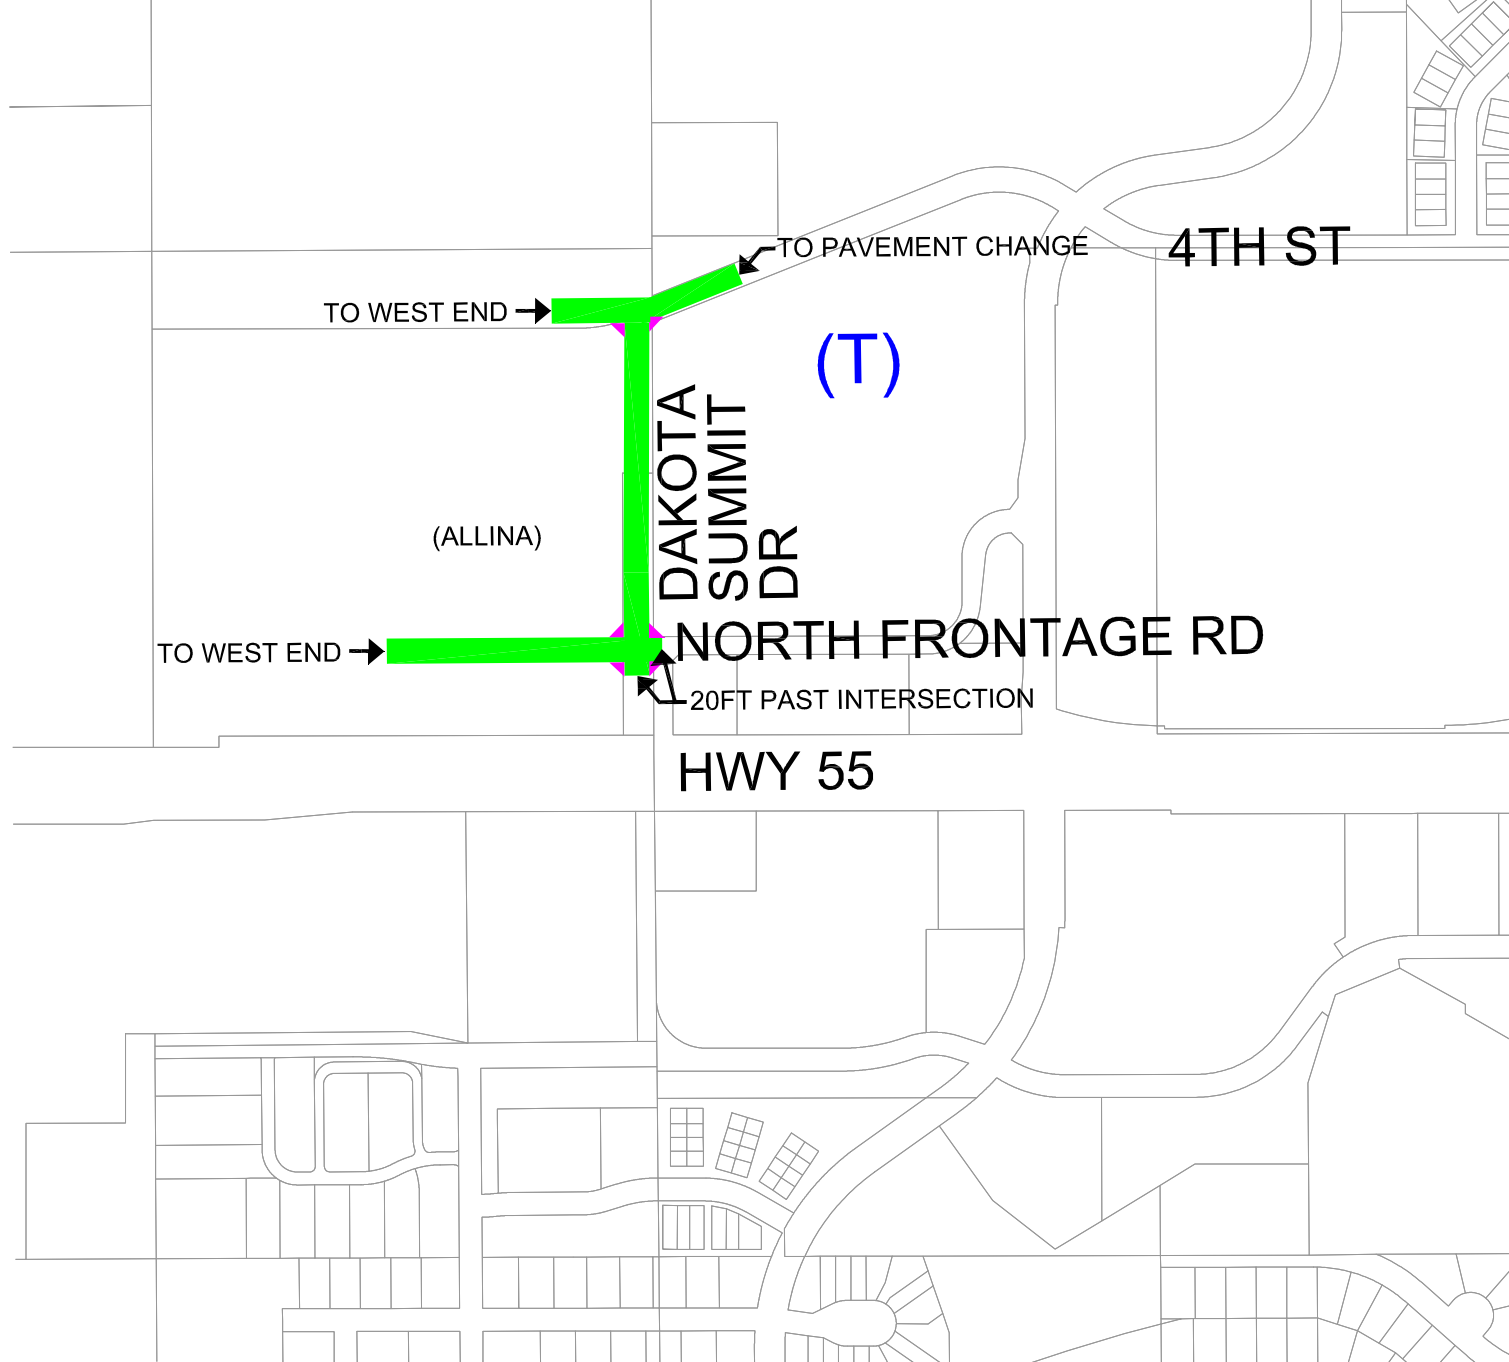 4TH ST
TO PAVEMENT CHANGE
TO WEST END
(T)
DAKOTA
SUMMIT
DR
(ALLINA)
NORTH FRONTAGE RD
TO WEST END
20FT PAST INTERSECTION
HWY 55